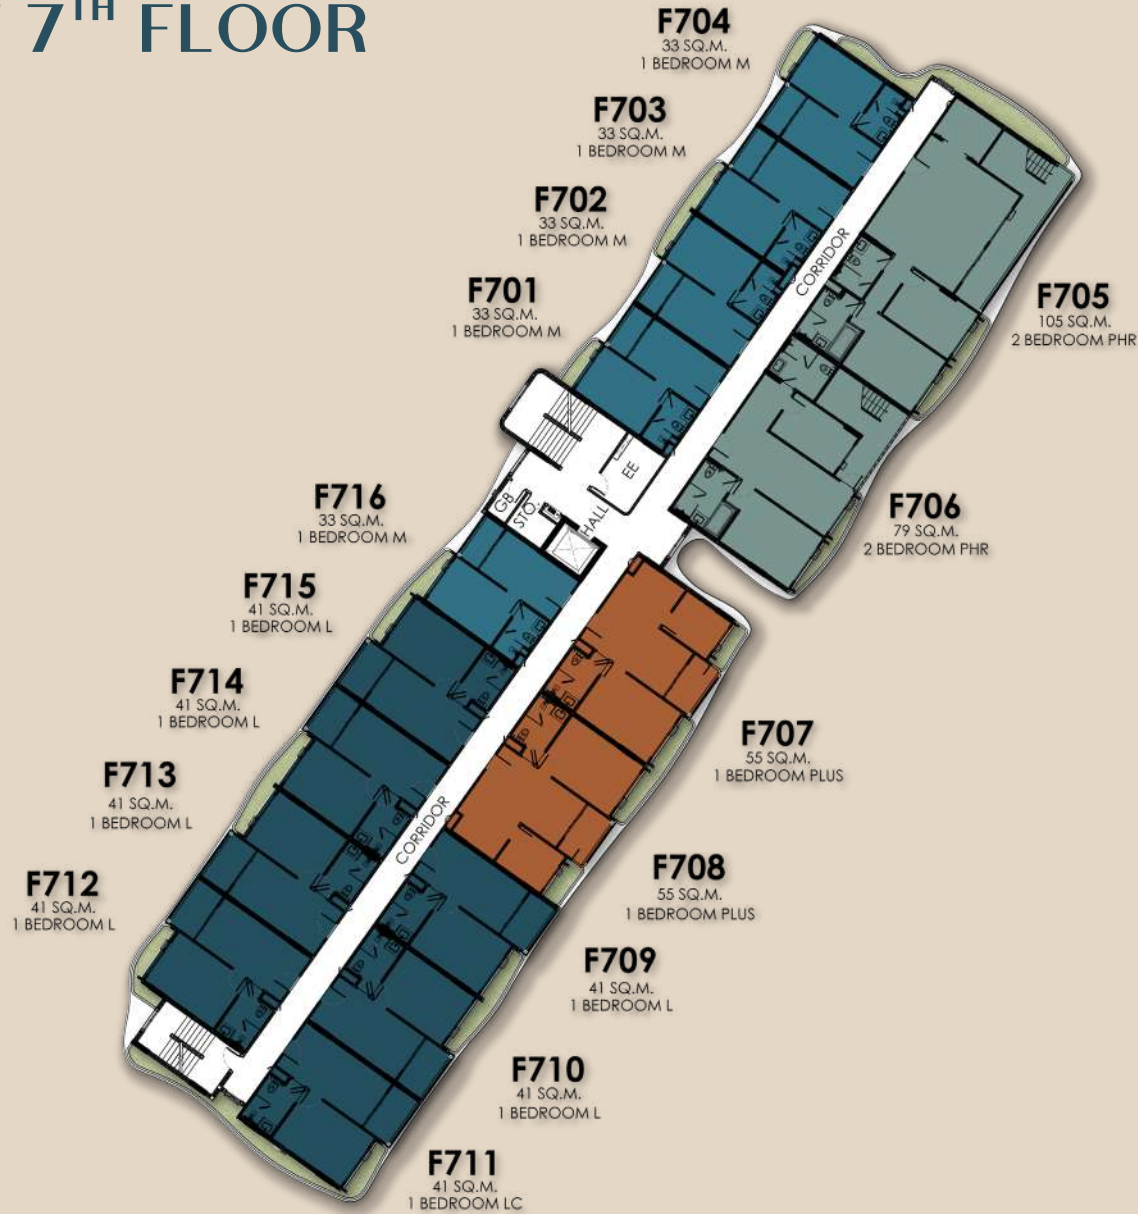 7TH FLOOR
F704
33 SQ.M.
1 BEDROOM M
F703
33 SQ.M.
1 BEDROOM M
F702
33 SQ.M.
1 BEDROOM M
F701
33 SQ.M.
1 BEDROOM M
CORRIDOR
F705
105 SQ.M.
2 BEDROOM PHR
EE
GB
STO.
HALL
F706
79 SQ.M.
2 BEDROOM PHR
F716
33 SQ.M.
1 BEDROOM M
F715
41 SQ.M.
1 BEDROOM L
F714
41 SQ.M.
1 BEDROOM L
F713
41 SQ.M.
1 BEDROOM L
F712
41 SQ.M.
1 BEDROOM L
CORRIDOR
F707
55 SQ.M.
1 BEDROOM PLUS
F708
55 SQ.M.
1 BEDROOM PLUS
F709
41 SQ.M.
1 BEDROOM L
F710
41 SQ.M.
1 BEDROOM L
F711
41 SQ.M.
1 BEDROOM LC